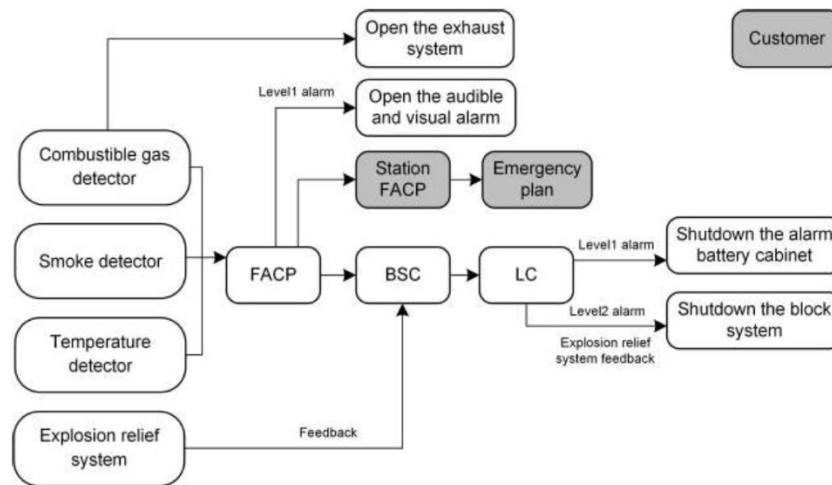 Open the exhaust
system
Customer
Level1 alarm
Open the audible
and visual alarm
Combustible gas
detector
Station
FACP
Emergency
plan
Smoke detector
FACP
BSC
LC
Level1 alarm
Shutdown the alarm
battery cabinet
Level2 alarm
Explosion relief
system feedback
Shutdown the block
system
Temperature
detector
Explosion relief
system
Feedback